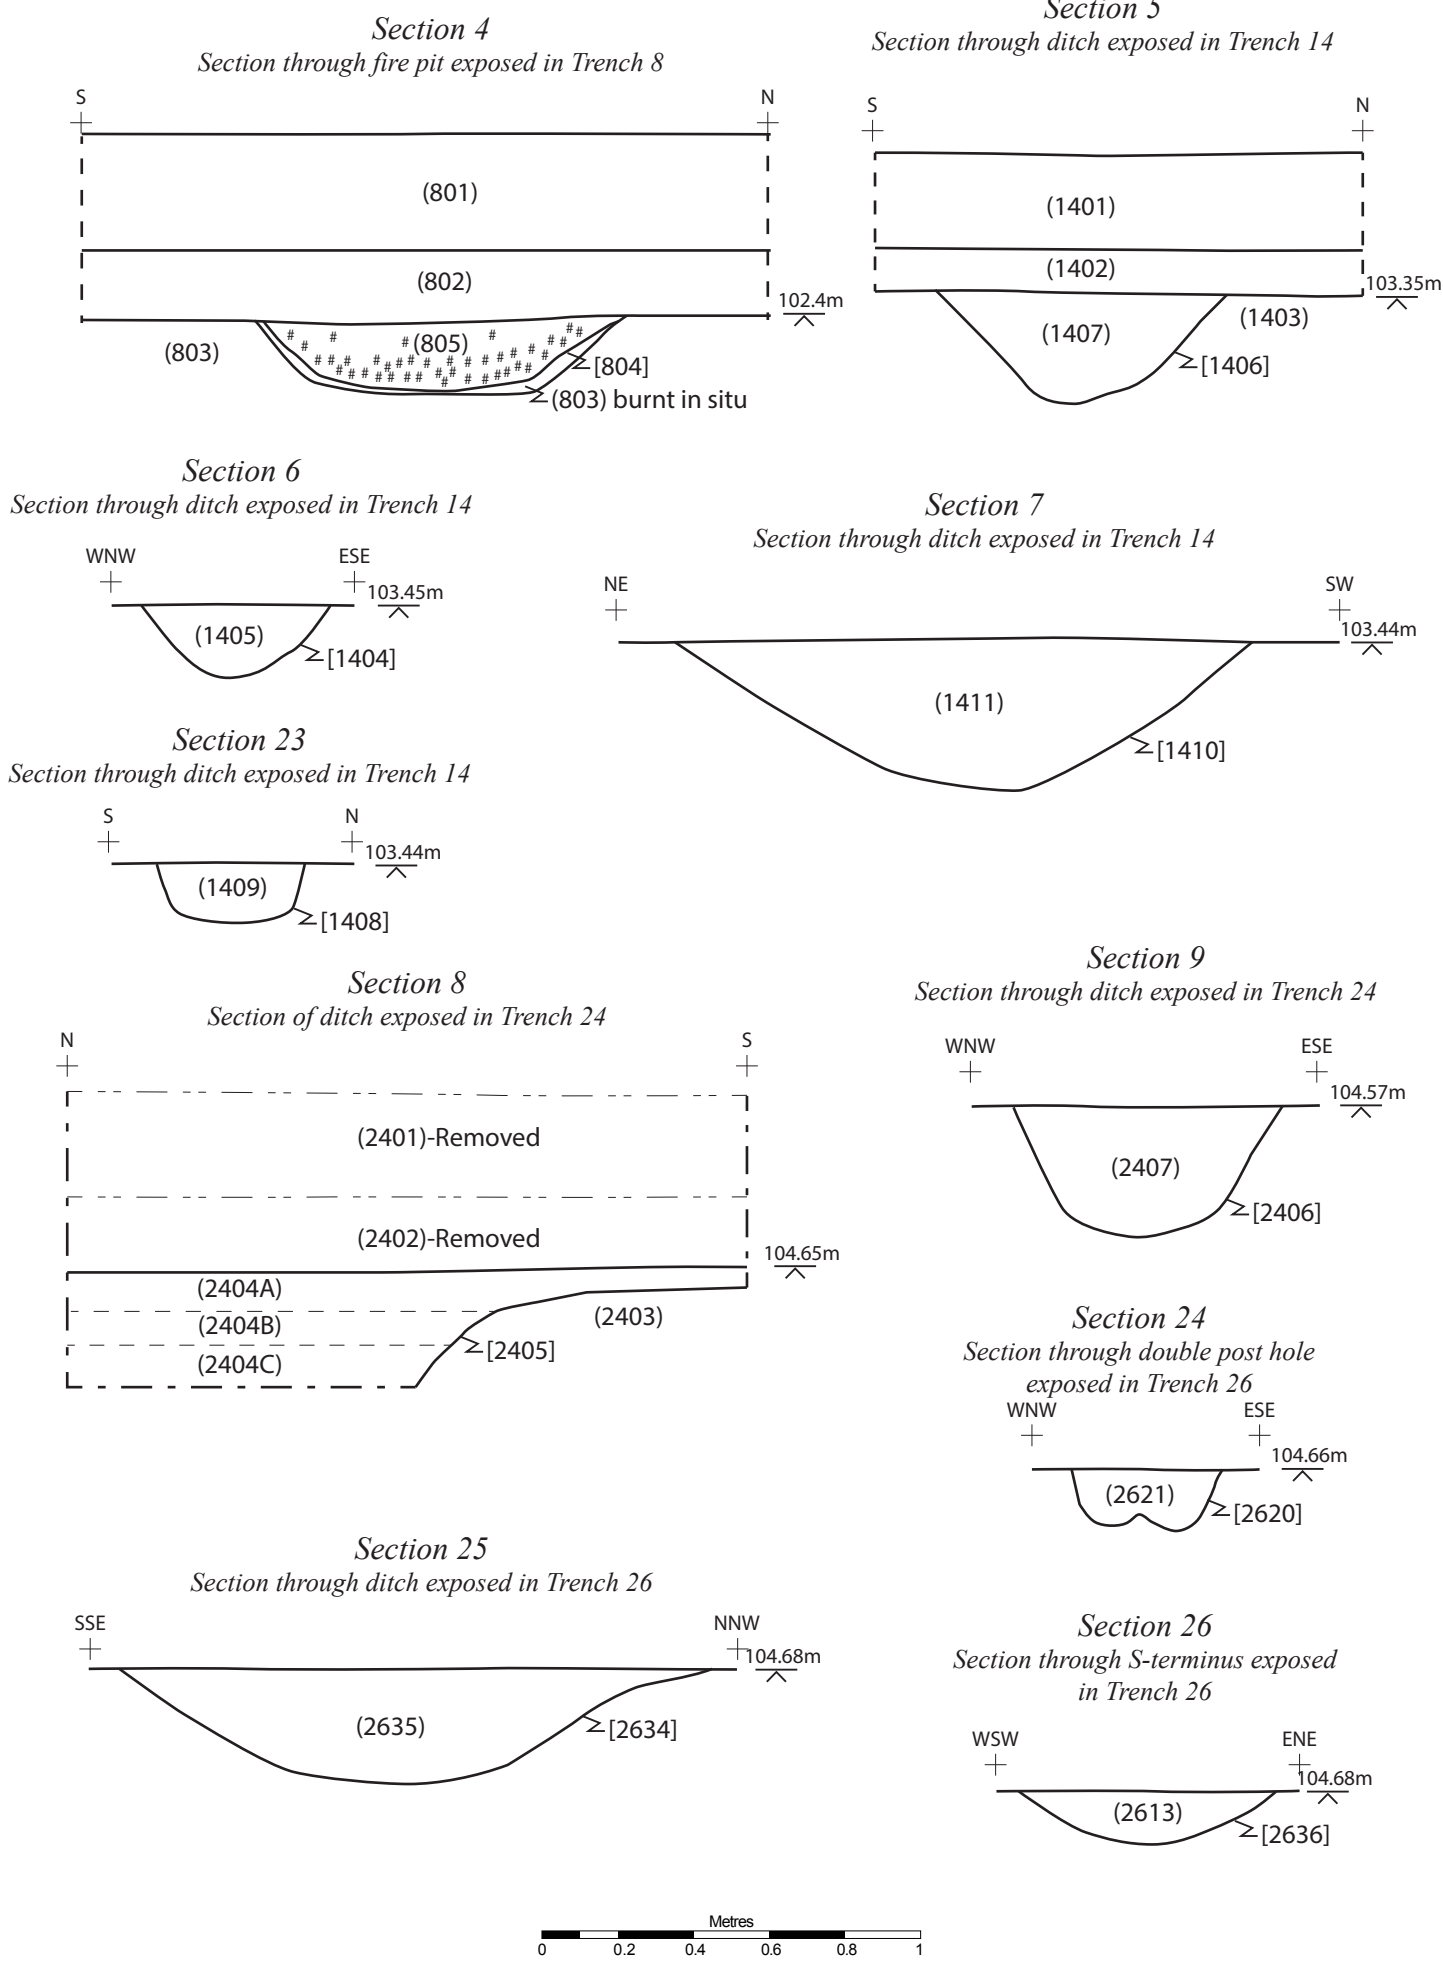 Section 4
Section through fire pit exposed in Trench 8
S
N
(801)
(802)
102.4m
(803)
(805)
[804]
(803) burnt in situ
Section 5
Section through ditch exposed in Trench 14
S
N
(1401)
(1402)
103.35m
(1407)
(1403)
[1406]
Section 6
Section through ditch exposed in Trench 14
WNW
ESE
103.45m
(1405)
[1404]
Section 7
Section through ditch exposed in Trench 14
NE
SW
103.44m
(1411)
[1410]
Section 23
Section through ditch exposed in Trench 14
S
N
103.44m
(1409)
[1408]
Section 8
Section of ditch exposed in Trench 24
N
S
(2401)-Removed
(2402)-Removed
104.65m
(2404A)
(2404B)
(2404C)
(2403)
[2405]
Section 9
Section through ditch exposed in Trench 24
WNW
ESE
104.57m
(2407)
[2406]
Section 24
Section through double post hole
exposed in Trench 26
WNW
ESE
104.66m
(2621)
[2620]
Section 25
Section through ditch exposed in Trench 26
SSE
NNW
104.68m
(2635)
[2634]
Section 26
Section through S-terminus exposed
in Trench 26
WSW
ENE
104.68m
(2613)
[2636]
Metres
0 0.2 0.4 0.6 0.8 1